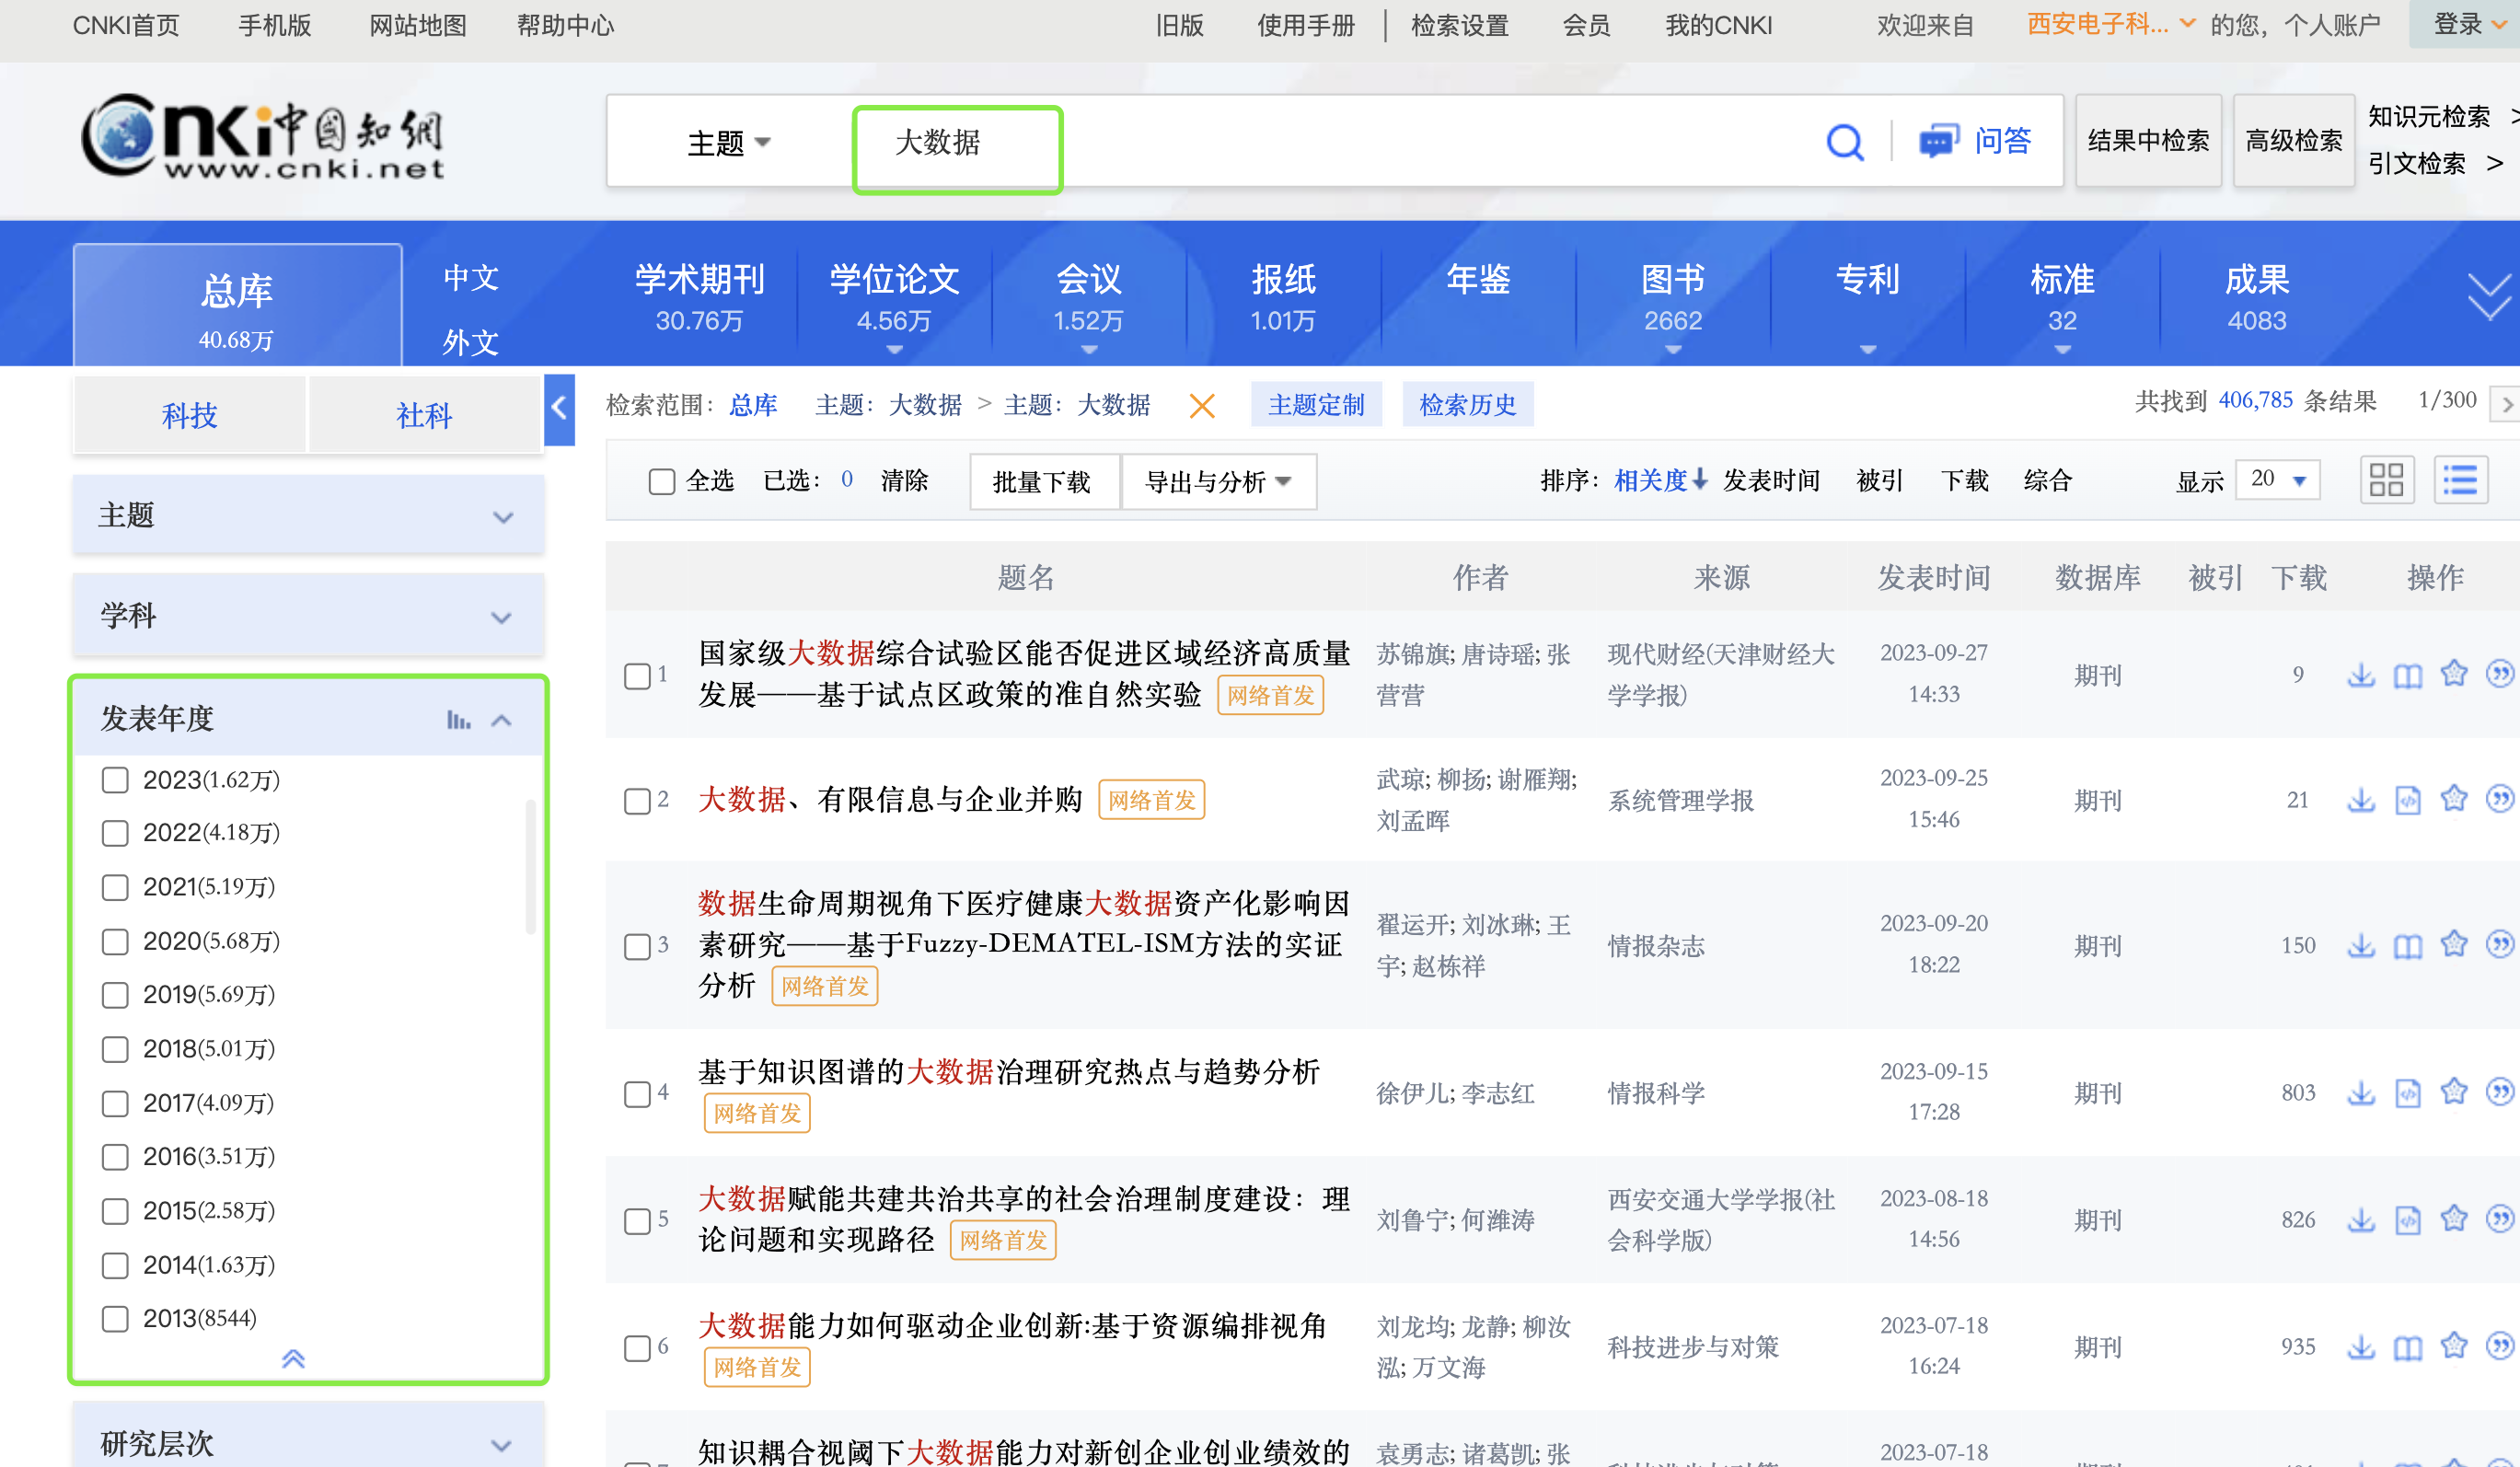 CNKI首页 手机版 网站地图 帮助中心 旧版 使用手册 检索设置 会员 我的CNKI 欢迎来自 西安电子科... 的您, 个人账户 登录
CNKI 中国知網
www.cnki.net
主题 大数据 问答 结果中检索 高级检索
知识元检索 >
引文检索 >
总库
40.68万
中文
外文
学术期刊
30.76万
学位论文
4.56万
会议
1.52万
报纸
1.01万
年鉴
图书
2662
专利
标准
32
成果
4083
科技 社科
检索范围: 总库 主题: 大数据 > 主题: 大数据 主题定制 检索历史 共找到 406,785 条结果 1/300 >
全选 已选: 0 清除 批量下载 导出与分析 排序: 相关度 发表时间 被引 下载 综合 显示 20
主题
学科
发表年度
2023(1.62万)
2022(4.18万)
2021(5.19万)
2020(5.68万)
2019(5.69万)
2018(5.01万)
2017(4.09万)
2016(3.51万)
2015(2.58万)
2014(1.63万)
2013(8544)
研究层次
题名 作者 来源 发表时间 数据库 被引 下载 操作
1 国家级大数据综合试验区能否促进区域经济高质量
发展——基于试点区政策的准自然实验 网络首发
苏锦旗; 唐诗瑶; 张
营营
现代财经(天津财经大
学学报)
2023-09-27
14:33
期刊 9
2 大数据、有限信息与企业并购 网络首发
武琼; 柳扬; 谢雁翔;
刘孟晖
系统管理学报
2023-09-25
15:46
期刊 21
3 数据生命周期视角下医疗健康大数据资产化影响因
素研究——基于Fuzzy-DEMATEL-ISM方法的实证
分析 网络首发
翟运开; 刘冰琳; 王
宇; 赵栋祥
情报杂志
2023-09-20
18:22
期刊 150
4 基于知识图谱的大数据治理研究热点与趋势分析
网络首发
徐伊儿; 李志红
情报科学
2023-09-15
17:28
期刊 803
5 大数据赋能共建共治共享的社会治理制度建设: 理
论问题和实现路径 网络首发
刘鲁宁; 何潍涛
西安交通大学学报(社
会科学版)
2023-08-18
14:56
期刊 826
6 大数据能力如何驱动企业创新:基于资源编排视角
网络首发
刘龙均; 龙静; 柳汝
泓; 万文海
科技进步与对策
2023-07-18
16:24
期刊 935
知识耦合视阈下大数据能力对新创企业创业绩效的
袁勇志; 诸葛凯; 张
2023-07-18